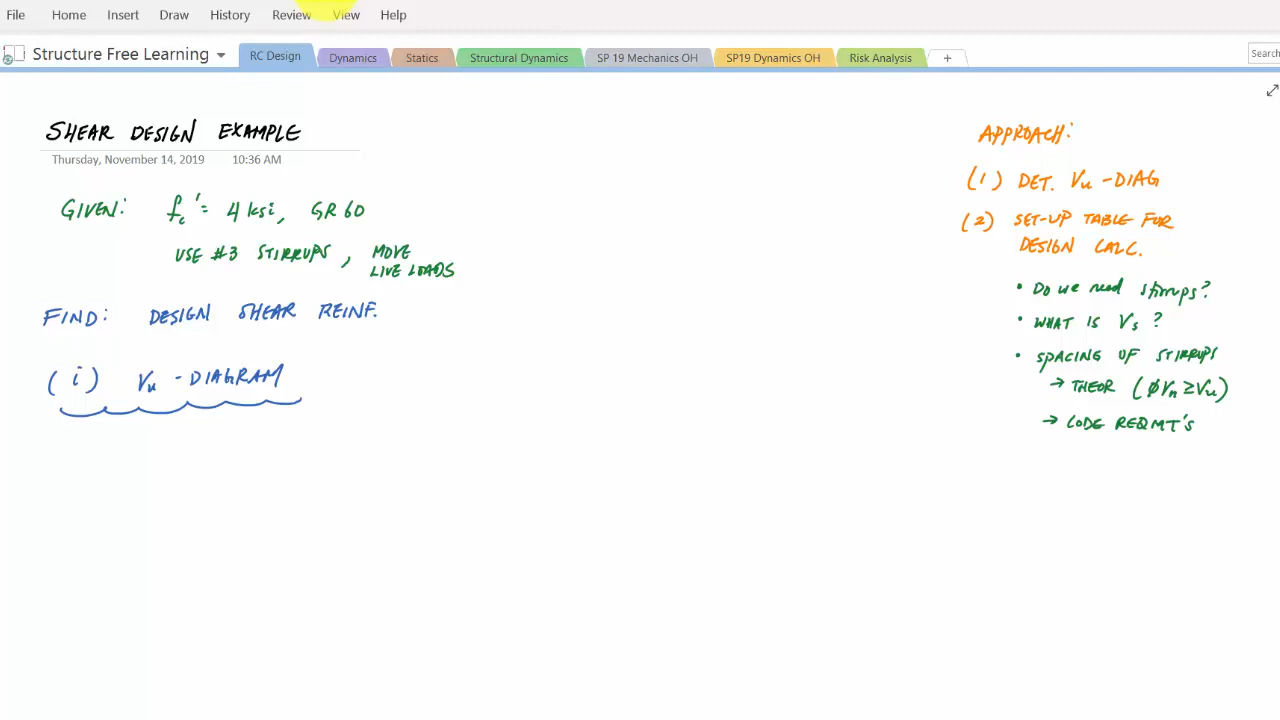 File Home Insert Draw History Review View Help
Structure Free Learning RC Design Dynamics Statics Structural Dynamics SP 19 Mechanics OH SP19 Dynamics OH Risk Analysis + Search
SHEAR DESIGN EXAMPLE
Thursday, November 14, 2019 10:36 AM
GIVEN: fc' = 4 ksi, GR 60
USE #3 STIRRUPS, MOVE
LIVE LOADS
FIND: DESIGN SHEAR REINF.
(i) Vu - DIAGRAM
APPROACH:
(1) DET. Vu - DIAG
(2) SET-UP TABLE FOR
DESIGN CALC.
• Do we need stirrups?
• WHAT IS Vs ?
• SPACING OF STIRRUPS
→ THEOR (ϕVn ≥ Vu)
→ CODE REQMT'S